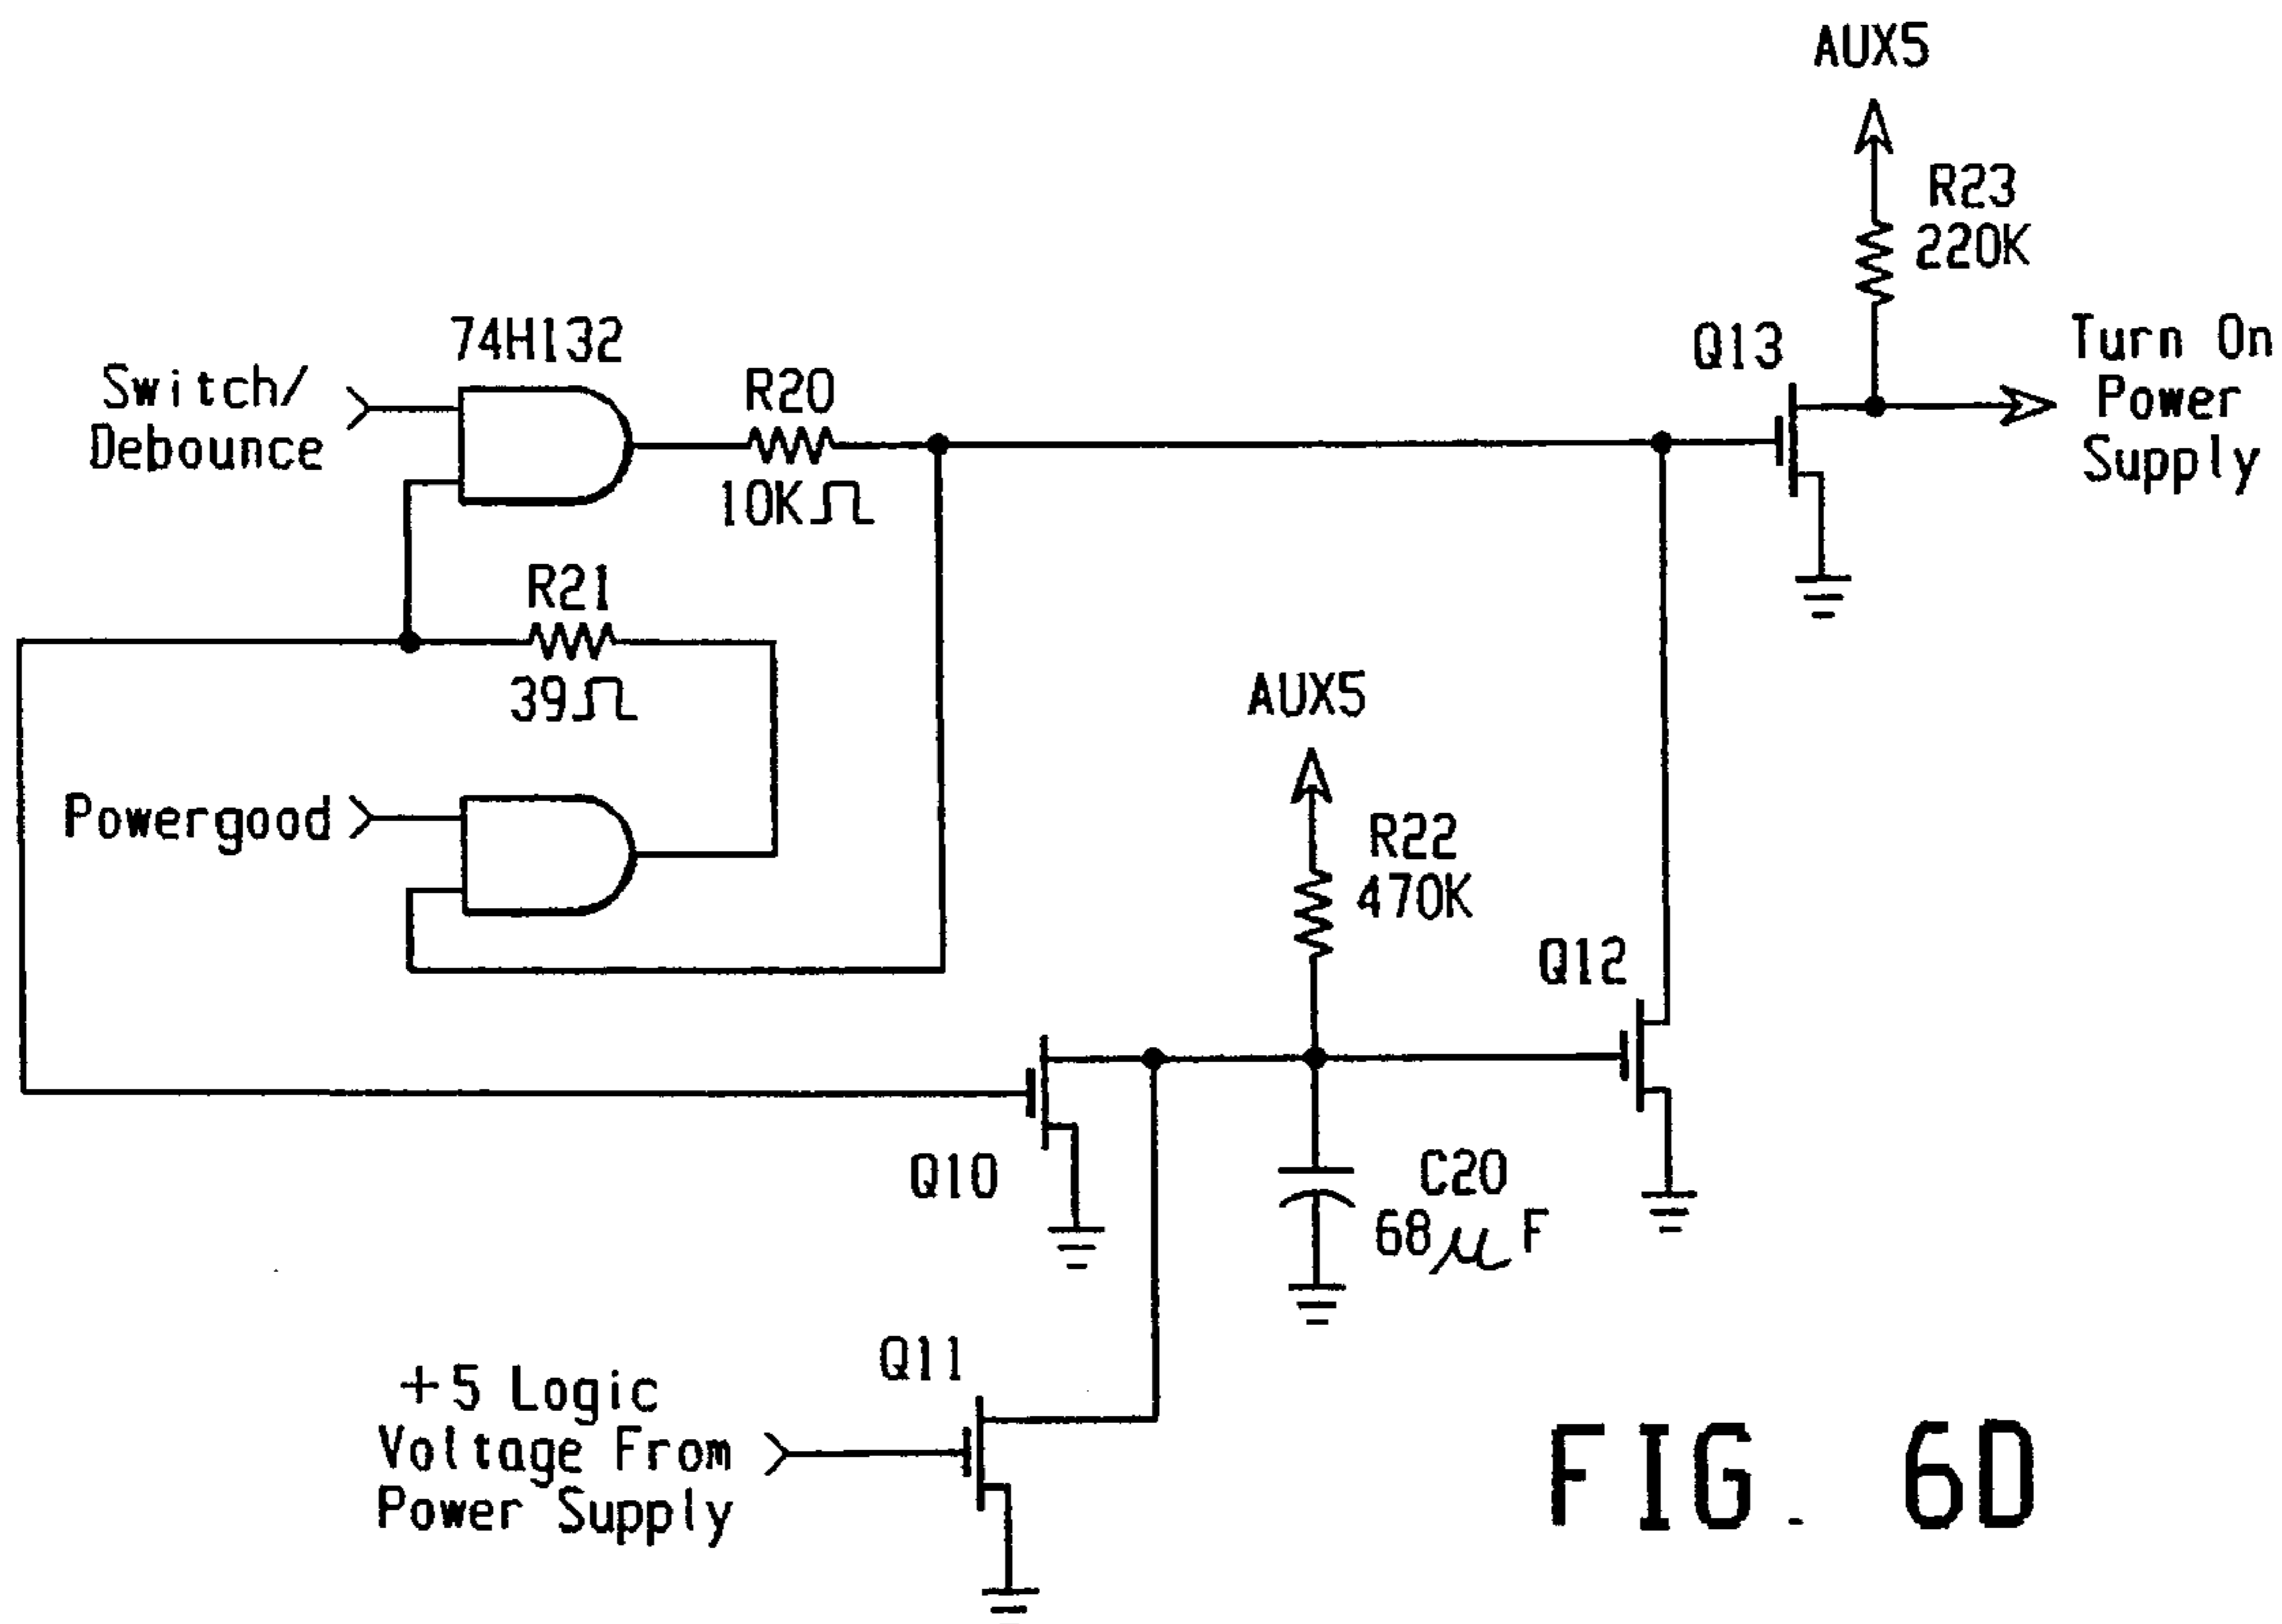 AUX5
R23
220K
Q13
Turn On
Power
Supply
74H132
Switch/
Debounce
R20
10KΩ
R21
39Ω
Powergood
AUX5
R22
470K
Q12
Q10
C20
68μF
Q11
+5 Logic
Voltage From
Power Supply
FIG. 6D